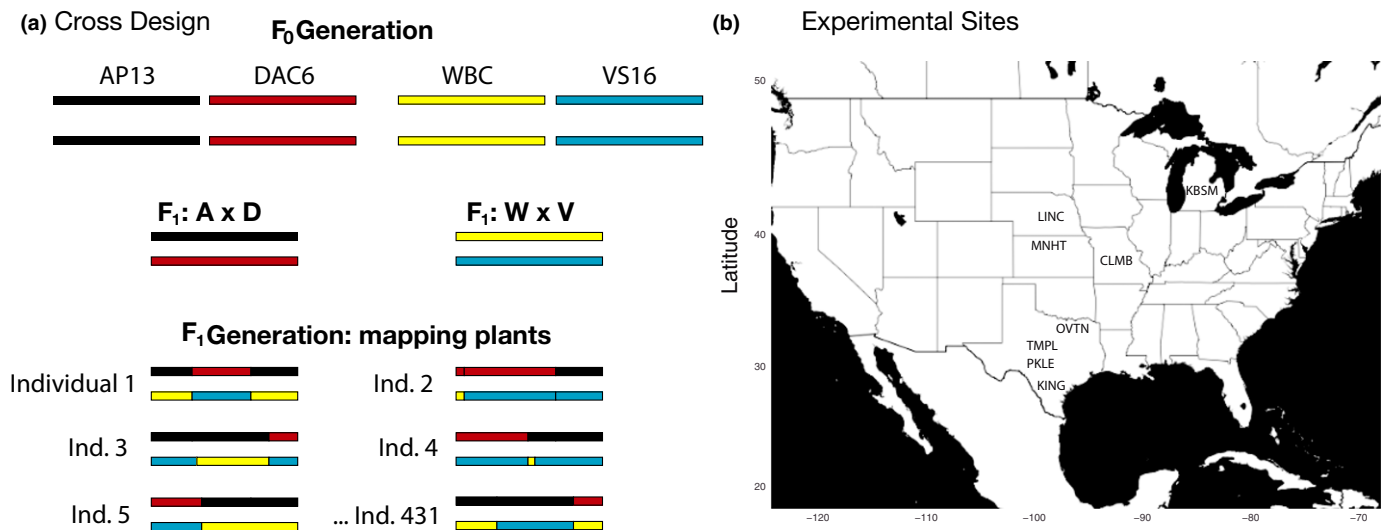 (a) Cross Design
F0 Generation
AP13 DAC6 WBC VS16
F1: A x D F1: W x V
F1 Generation: mapping plants
Individual 1 Ind. 2
Ind. 3 Ind. 4
Ind. 5 ... Ind. 431
(b) Experimental Sites
50
KBSM
LINC
40
MNHT
CLMB
Latitude
OVTN
TMPL
30
PKLE
KING
20
−120 −110 −100 −90 −80 −70